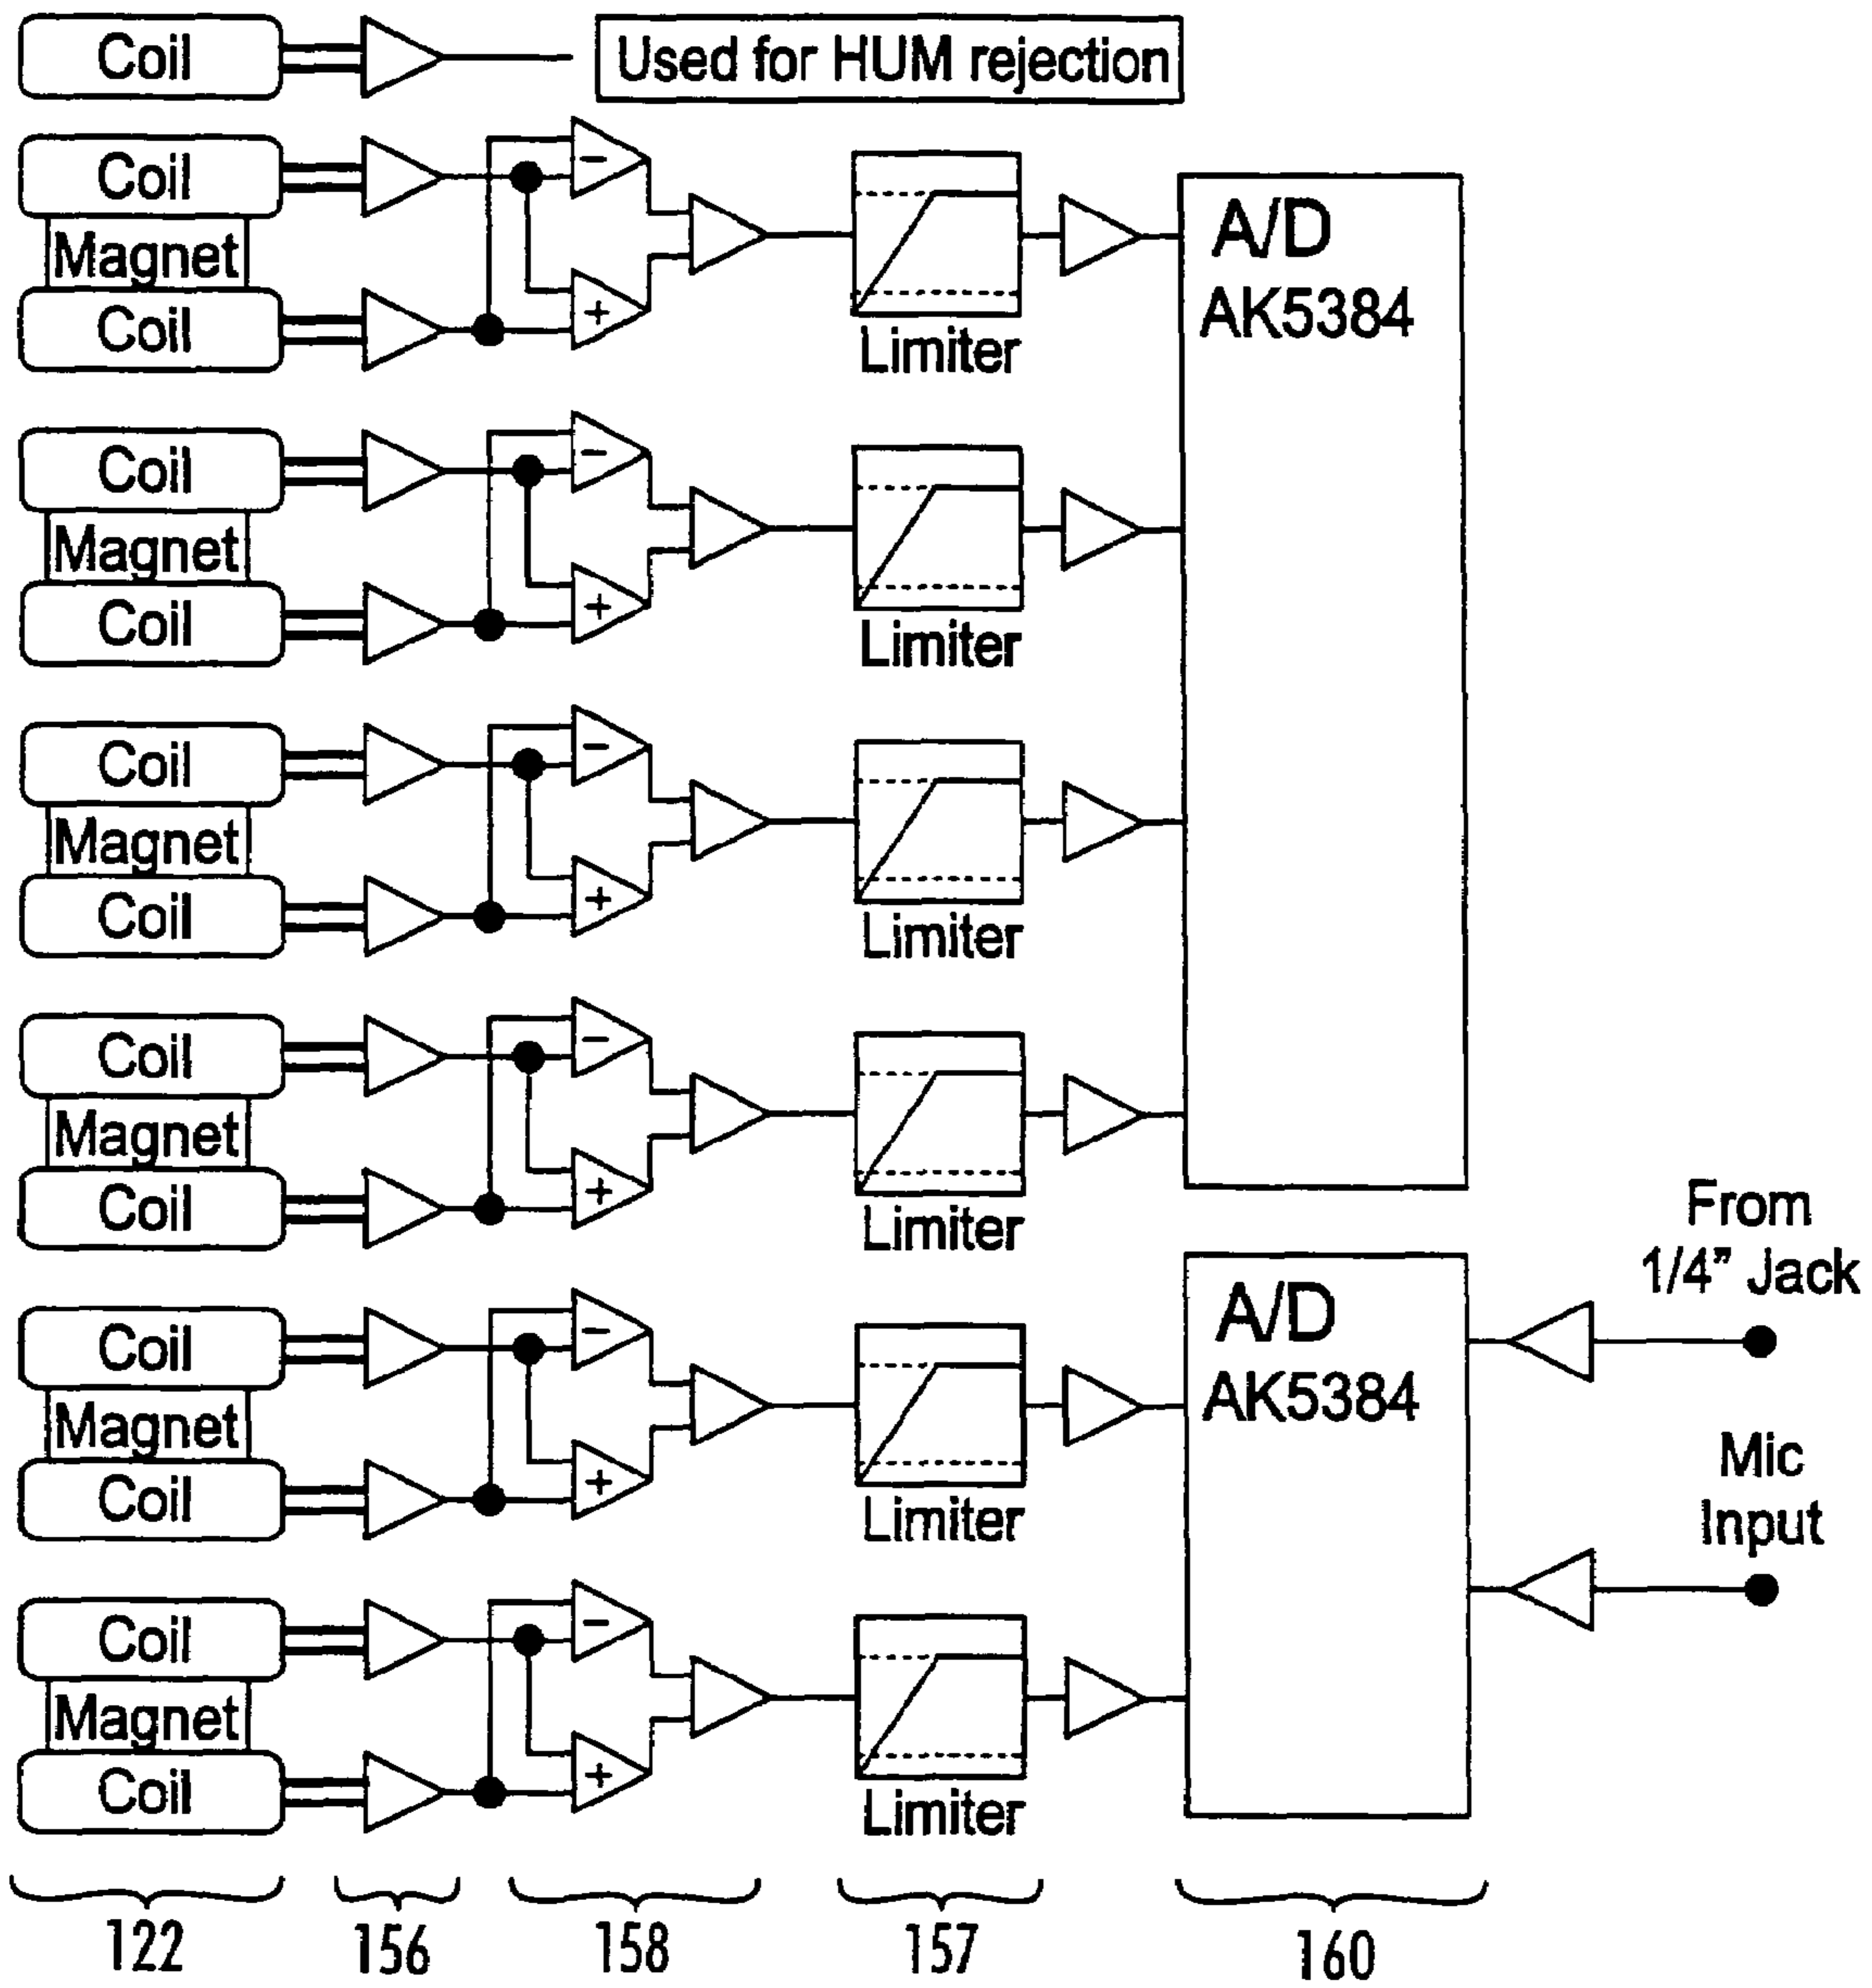 Coil
Used for HUM rejection
Coil
-
Magnet
Coil
+
Limiter
A/D
AK5384
Coil
-
Magnet
Coil
+
Limiter
Coil
-
Magnet
Coil
+
Limiter
Coil
-
Magnet
Coil
+
Limiter
From
1/4” Jack
A/D
AK5384
Coil
-
Magnet
Coil
+
Limiter
Mic
Input
Coil
-
Magnet
Coil
+
Limiter
122
156
158
157
160